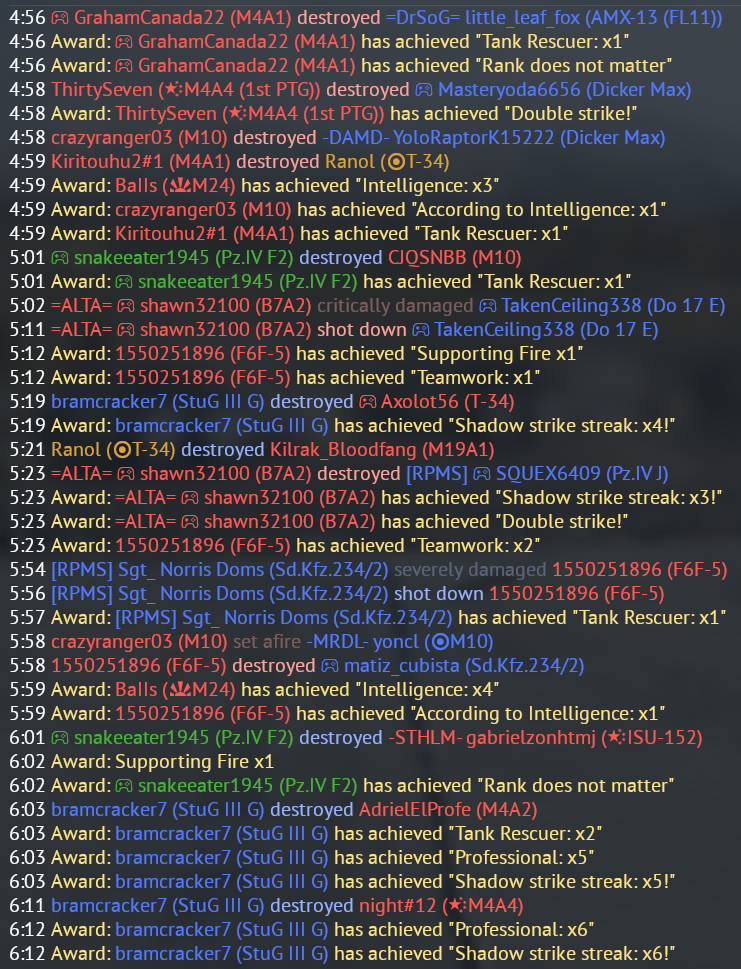 4:56 GrahamCanada22 (M4A1) destroyed =DrSoG= little_leaf_fox (AMX-13 (FL11))
4:56 Award: GrahamCanada22 (M4A1) has achieved "Tank Rescuer: x1"
4:56 Award: GrahamCanada22 (M4A1) has achieved "Rank does not matter"
4:58 ThirtySeven (M4A4 (1st PTG)) destroyed Masteryoda6656 (Dicker Max)
4:58 Award: ThirtySeven (M4A4 (1st PTG)) has achieved "Double strike!"
4:58 crazyranger03 (M10) destroyed -DAMD- YoloRaptorK15222 (Dicker Max)
4:59 Kiritouhu2#1 (M4A1) destroyed Ranol (T-34)
4:59 Award: BaIIs (M24) has achieved "Intelligence: x3"
4:59 Award: crazyranger03 (M10) has achieved "According to Intelligence: x1"
4:59 Award: Kiritouhu2#1 (M4A1) has achieved "Tank Rescuer: x1"
5:01 snakeeater1945 (Pz.IV F2) destroyed CJQSNBB (M10)
5:01 Award: snakeeater1945 (Pz.IV F2) has achieved "Tank Rescuer: x1"
5:02 =ALTA= shawn32100 (B7A2) critically damaged TakenCeiling338 (Do 17 E)
5:11 =ALTA= shawn32100 (B7A2) shot down TakenCeiling338 (Do 17 E)
5:12 Award: 1550251896 (F6F-5) has achieved "Supporting Fire x1"
5:12 Award: 1550251896 (F6F-5) has achieved "Teamwork: x1"
5:19 bramcracker7 (StuG III G) destroyed Axolot56 (T-34)
5:19 Award: bramcracker7 (StuG III G) has achieved "Shadow strike streak: x4!"
5:21 Ranol (T-34) destroyed Kilrak_Bloodfang (M19A1)
5:23 =ALTA= shawn32100 (B7A2) destroyed [RPMS] SQUEX6409 (Pz.IV J)
5:23 Award: =ALTA= shawn32100 (B7A2) has achieved "Shadow strike streak: x3!"
5:23 Award: =ALTA= shawn32100 (B7A2) has achieved "Double strike!"
5:23 Award: 1550251896 (F6F-5) has achieved "Teamwork: x2"
5:54 [RPMS] Sgt_ Norris Doms (Sd.Kfz.234/2) severely damaged 1550251896 (F6F-5)
5:56 [RPMS] Sgt_ Norris Doms (Sd.Kfz.234/2) shot down 1550251896 (F6F-5)
5:57 Award: [RPMS] Sgt_ Norris Doms (Sd.Kfz.234/2) has achieved "Tank Rescuer: x1"
5:58 crazyranger03 (M10) set afire -MRDL- yoncl (M10)
5:58 1550251896 (F6F-5) destroyed matiz_cubista (Sd.Kfz.234/2)
5:59 Award: BaIIs (M24) has achieved "Intelligence: x4"
5:59 Award: 1550251896 (F6F-5) has achieved "According to Intelligence: x1"
6:01 snakeeater1945 (Pz.IV F2) destroyed -STHLM- gabrielzonhtmj (ISU-152)
6:02 Award: Supporting Fire x1
6:02 Award: snakeeater1945 (Pz.IV F2) has achieved "Rank does not matter"
6:03 bramcracker7 (StuG III G) destroyed AdrielElProfe (M4A2)
6:03 Award: bramcracker7 (StuG III G) has achieved "Tank Rescuer: x2"
6:03 Award: bramcracker7 (StuG III G) has achieved "Professional: x5"
6:03 Award: bramcracker7 (StuG III G) has achieved "Shadow strike streak: x5!"
6:11 bramcracker7 (StuG III G) destroyed night#12 (M4A4)
6:12 Award: bramcracker7 (StuG III G) has achieved "Professional: x6"
6:12 Award: bramcracker7 (StuG III G) has achieved "Shadow strike streak: x6!"